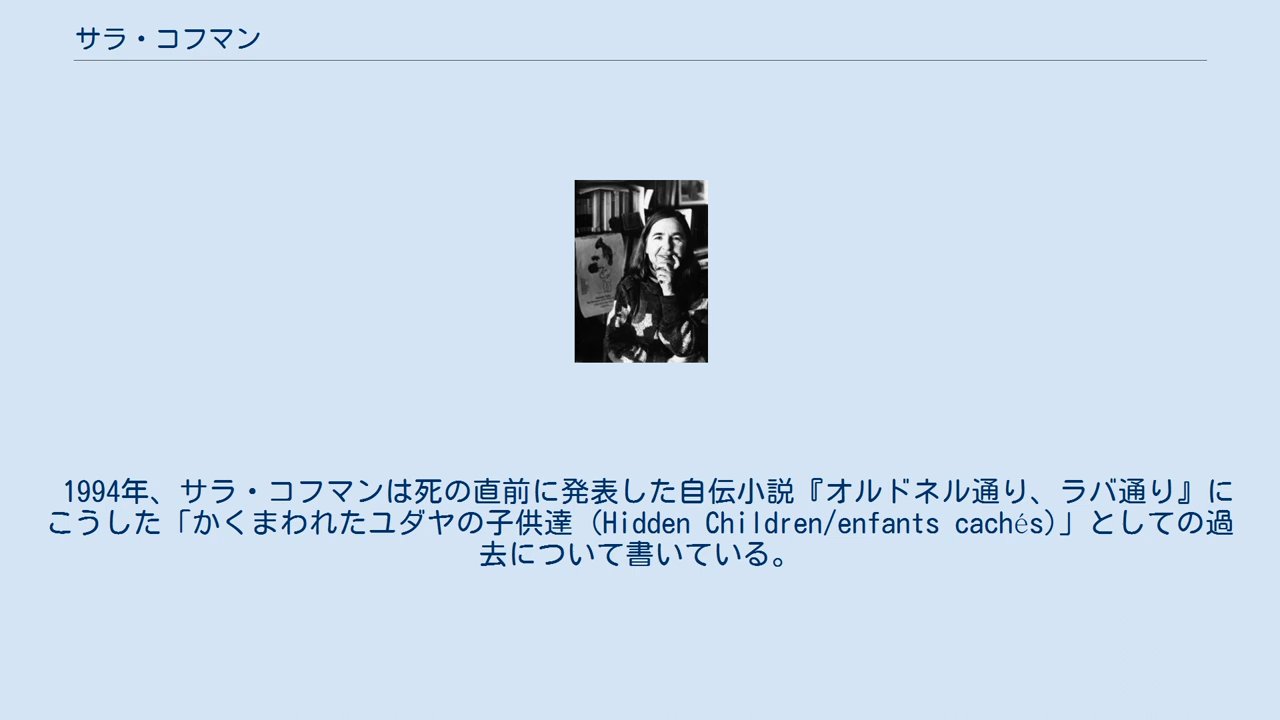 サラ・コフマン
1994年、サラ・コフマンは死の直前に発表した自伝小説『オルドネル通り、ラバ通り』に
こうした「かくまわれたユダヤの子供達（Hidden Children/enfants cachés)」としての過
去について書いている。